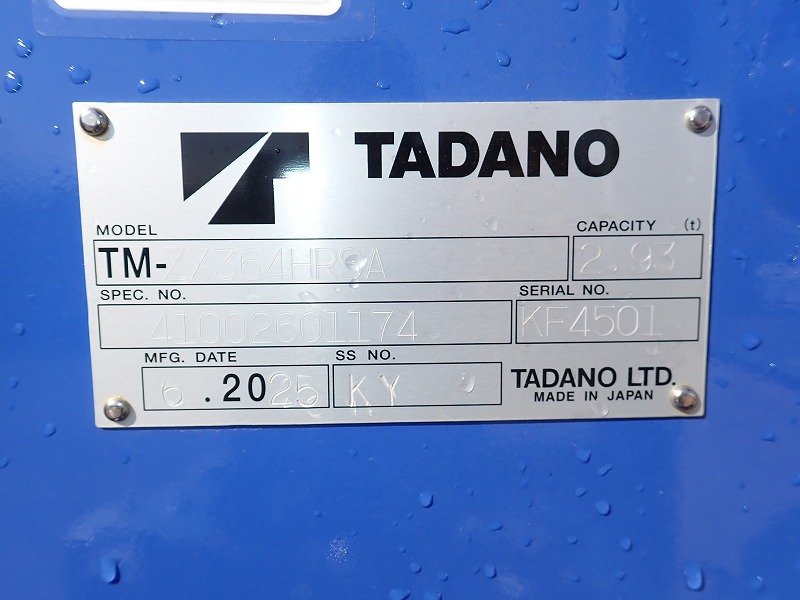 TADANO
MODEL
CAPACITY (t)
TM-ZX364HRSA
2.93
SPEC. NO.
SERIAL NO.
41002601174
KF4501
MFG. DATE
SS NO.
6 .2025
KY
TADANO LTD.
MADE IN JAPAN